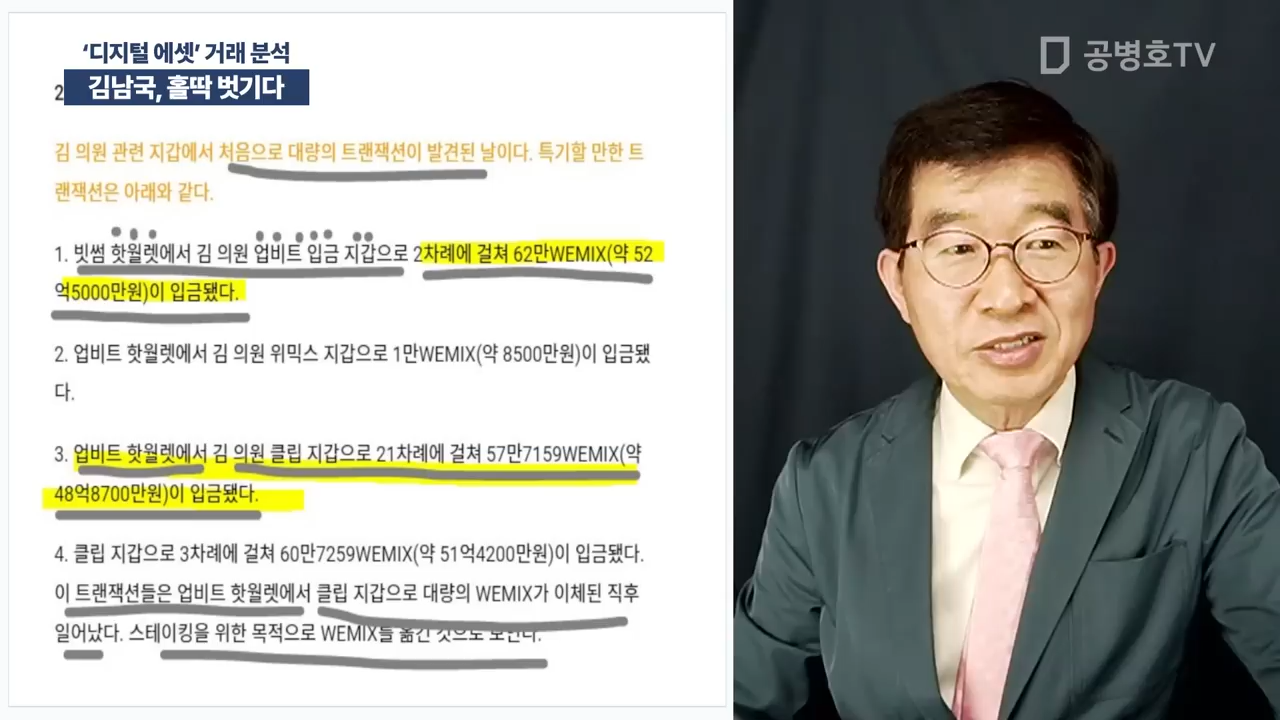 ‘디지털 에셋’ 거래 분석
김남국, 홀딱 벗기다
공병호TV
2
김 의원 관련 지갑에서 처음으로 대량의 트랜잭션이 발견된 날이다. 특기할 만한 트
랜잭션은 아래와 같다.
1. 빗썸 핫월렛에서 김 의원 업비트 입금 지갑으로 2차례에 걸쳐 62만WEMIX(약 52
억5000만원)이 입금됐다.
2. 업비트 핫월렛에서 김 의원 위믹스 지갑으로 1만WEMIX(약 8500만원)이 입금됐
다.
3. 업비트 핫월렛에서 김 의원 클립 지갑으로 21차례에 걸쳐 57만7159WEMIX(약
48억8700만원)이 입금됐다.
4. 클립 지갑으로 3차례에 걸쳐 60만7259WEMIX(약 51억4200만원)이 입금됐다.
이 트랜잭션들은 업비트 핫월렛에서 클립 지갑으로 대량의 WEMIX가 이체된 직후
일어났다. 스테이킹을 위한 목적으로 WEMIX를 옮긴 것으로 보인다.